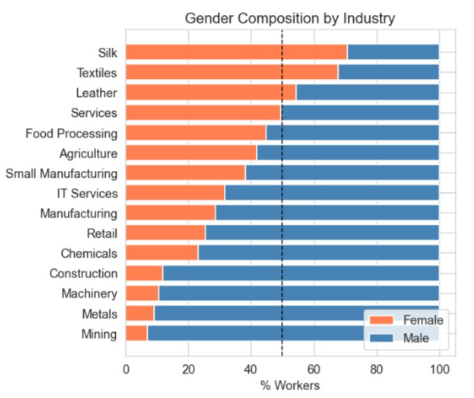 Gender Composition by Industry
Silk
Textiles
Leather
Services
Food Processing
Agriculture
Small Manufacturing
IT Services
Manufacturing
Retail
Chemicals
Construction
Machinery
Metals
Mining
Female
Male
0 20 40 60 80 100
% Workers